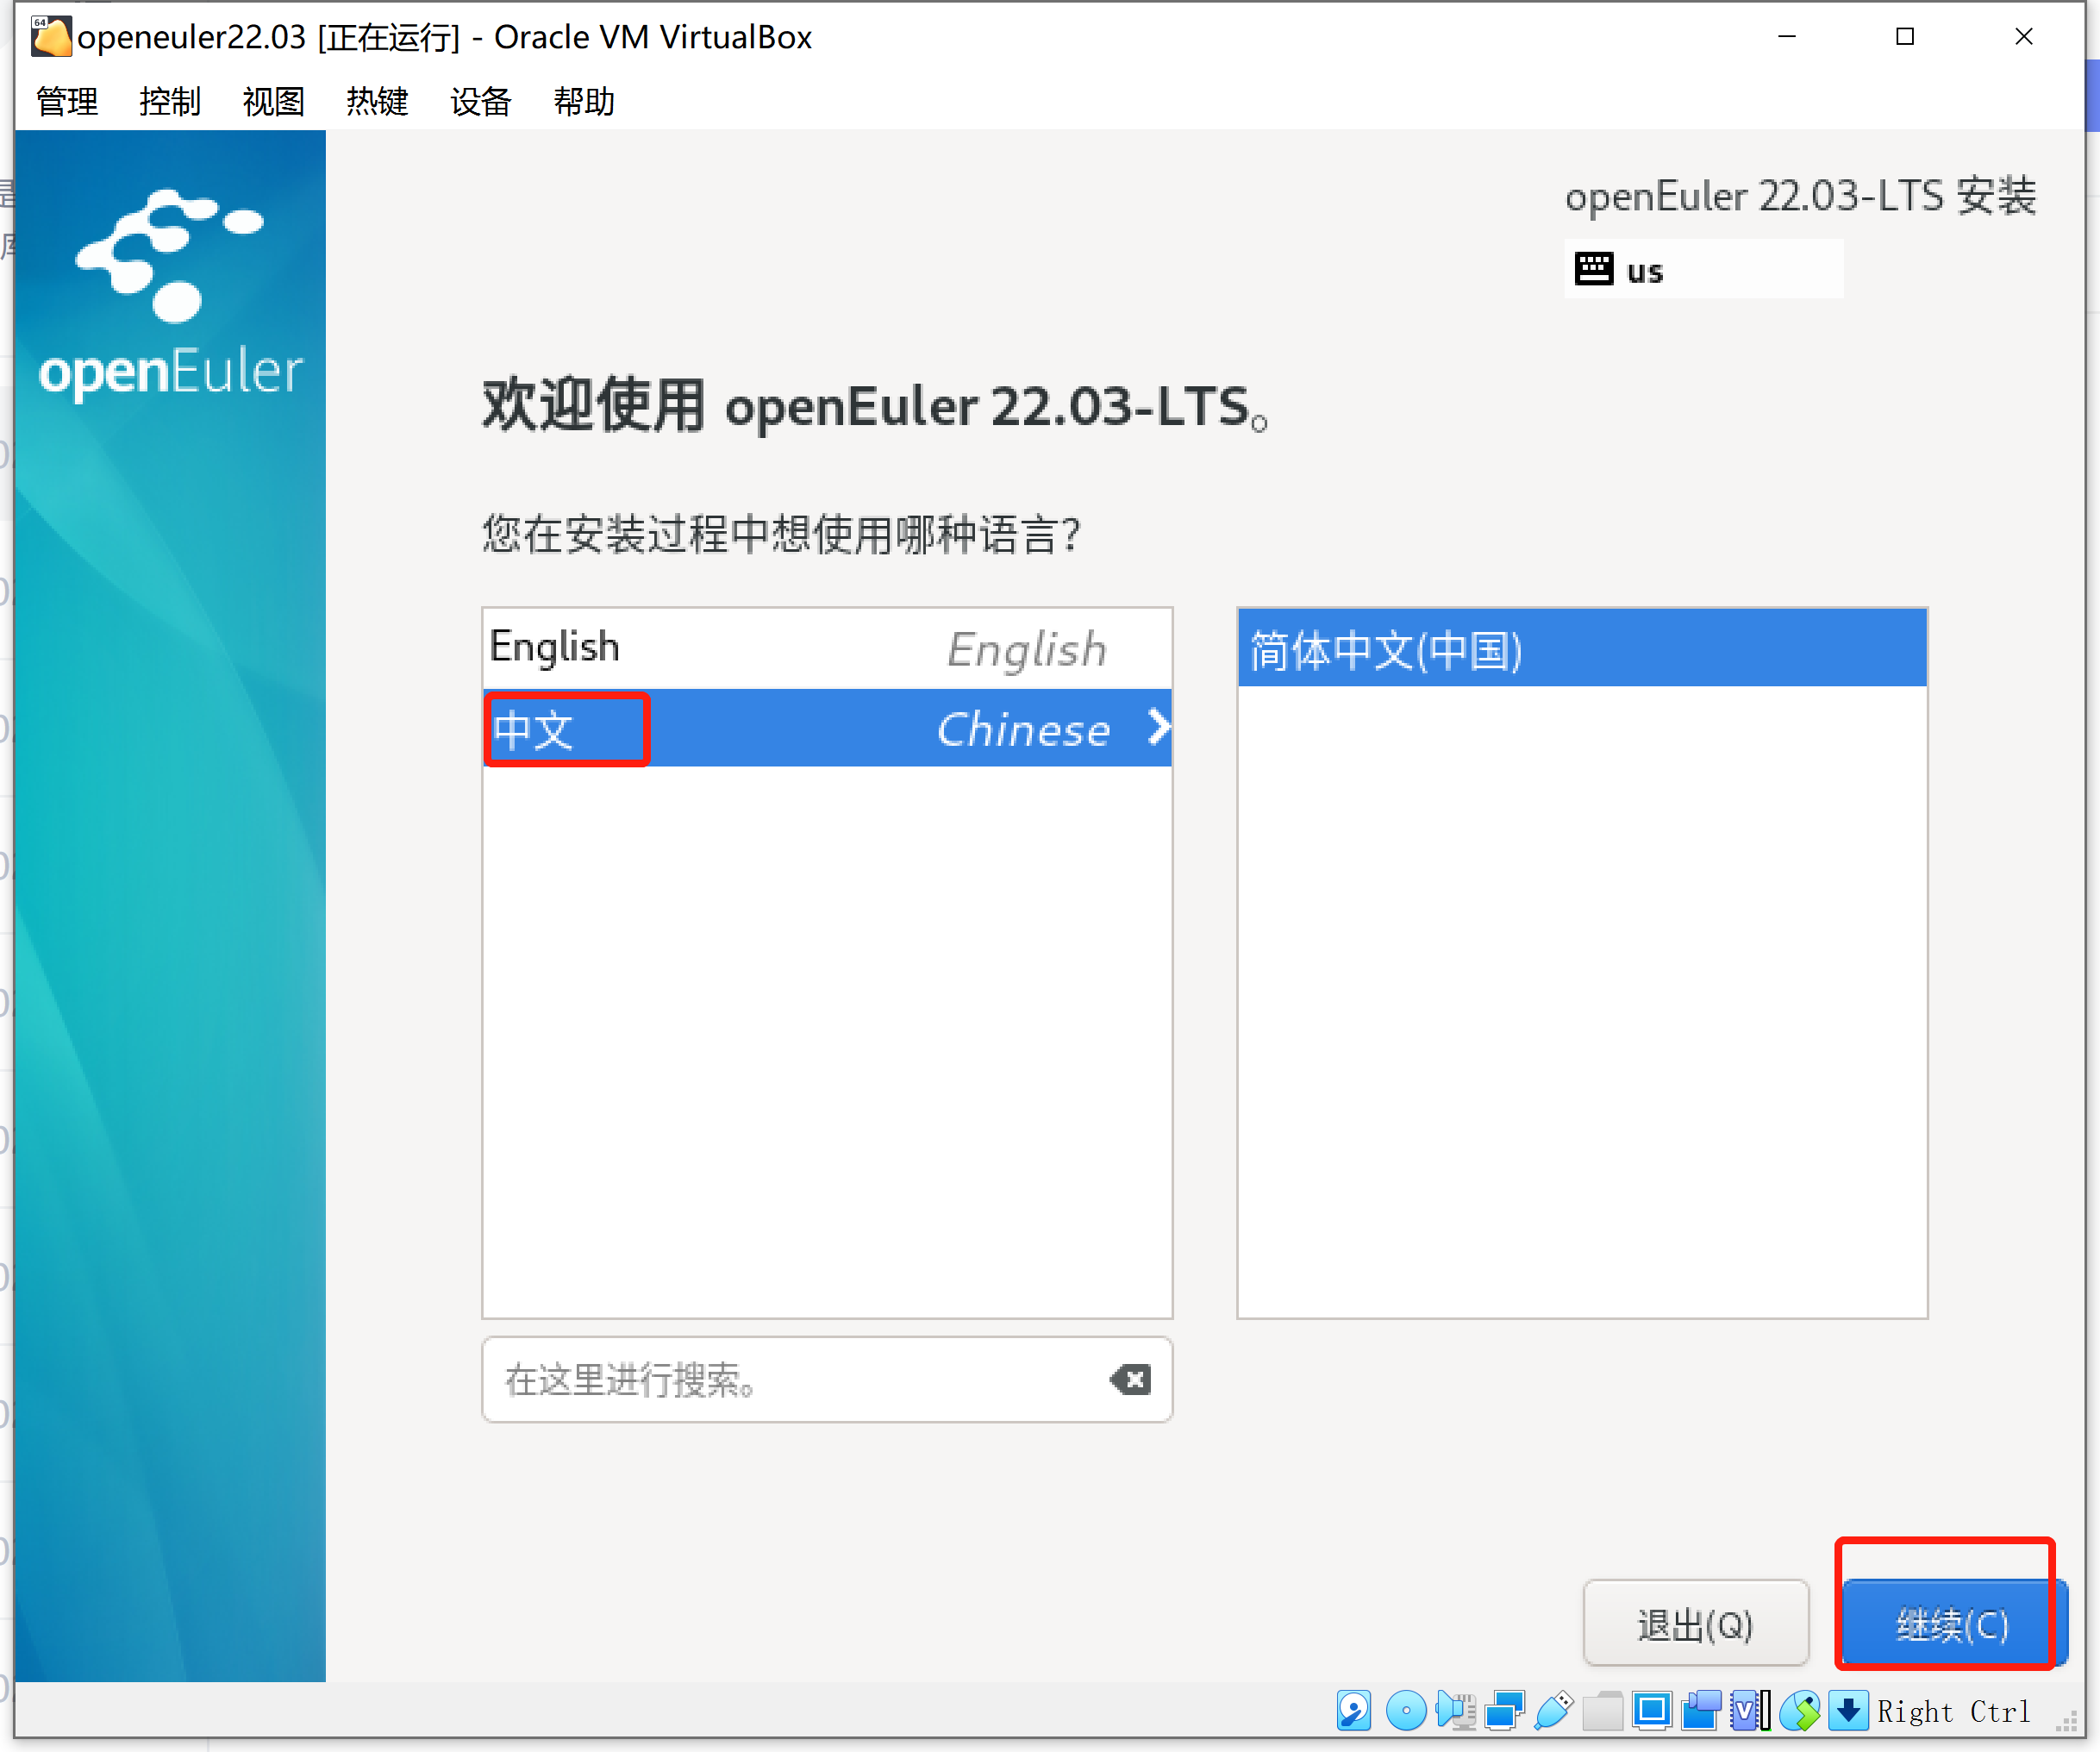 openeuler22.03 [正在运行] - Oracle VM VirtualBox
管理 控制 视图 热键 设备 帮助
openEuler
openEuler 22.03-LTS 安装
us
欢迎使用 openEuler 22.03-LTS。
您在安装过程中想使用哪种语言？
English English
中文 Chinese
简体中文(中国)
在这里进行搜索。
退出(Q) 继续(C)
Right Ctrl